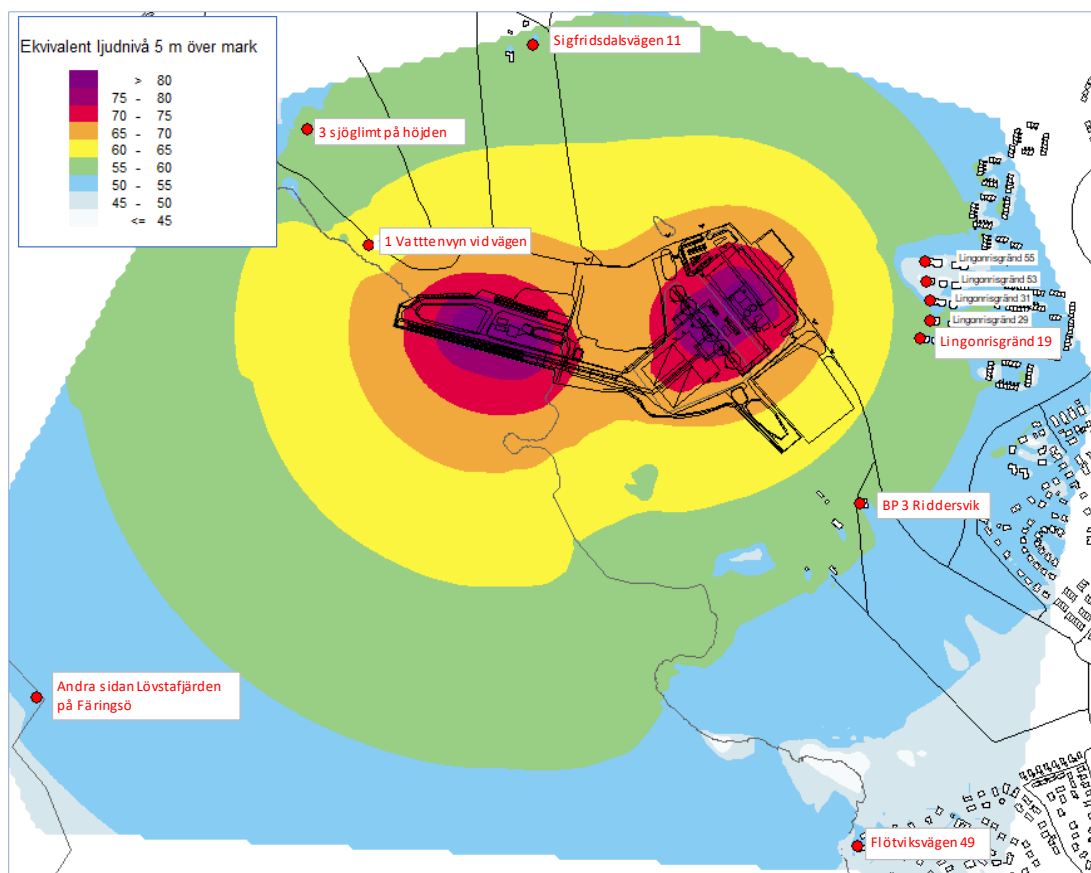 Ekvivalent ljudnivå 5 m över mark
> 80
75 - 80
70 - 75
65 - 70
60 - 65
55 - 60
50 - 55
45 - 50
<= 45
Sigfridsdalsvägen 11
3 sjöglimt på höjden
1 Vatttenvyn vid vägen
Lingonrisgränd 55
Lingonrisgränd 53
Lingonrisgränd 31
Lingonrisgränd 29
Lingonrisgränd 19
BP 3 Riddersvik
Andra sidan Lövstafjärden
på Färingsö
Flötviksvägen 49